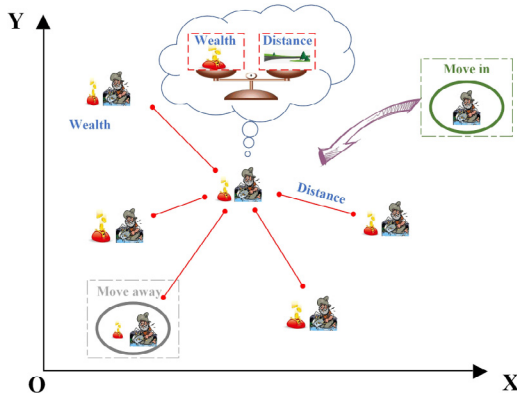 Y
Wealth
Distance
Move in
Wealth
Distance
Move away
O
X